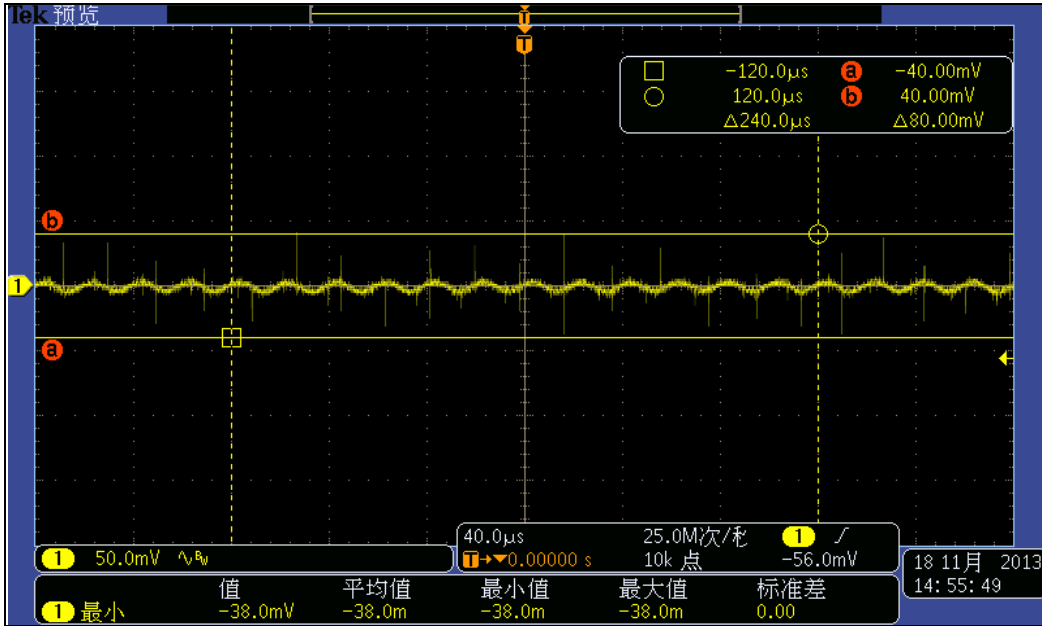 Tek 预览
T
-120.0µs a -40.00mV
120.0µs b 40.00mV
△240.0µs △80.00mV
b
1
a
1 50.0mV ∿ BW
40.0µs 25.0M次/秒 1 ∫
T→▼0.00000 s 10k 点 -56.0mV
18 11月 2013
14:55:49
值 平均值 最小值 最大值 标准差
1 最小 -38.0mV -38.0m -38.0m -38.0m 0.00